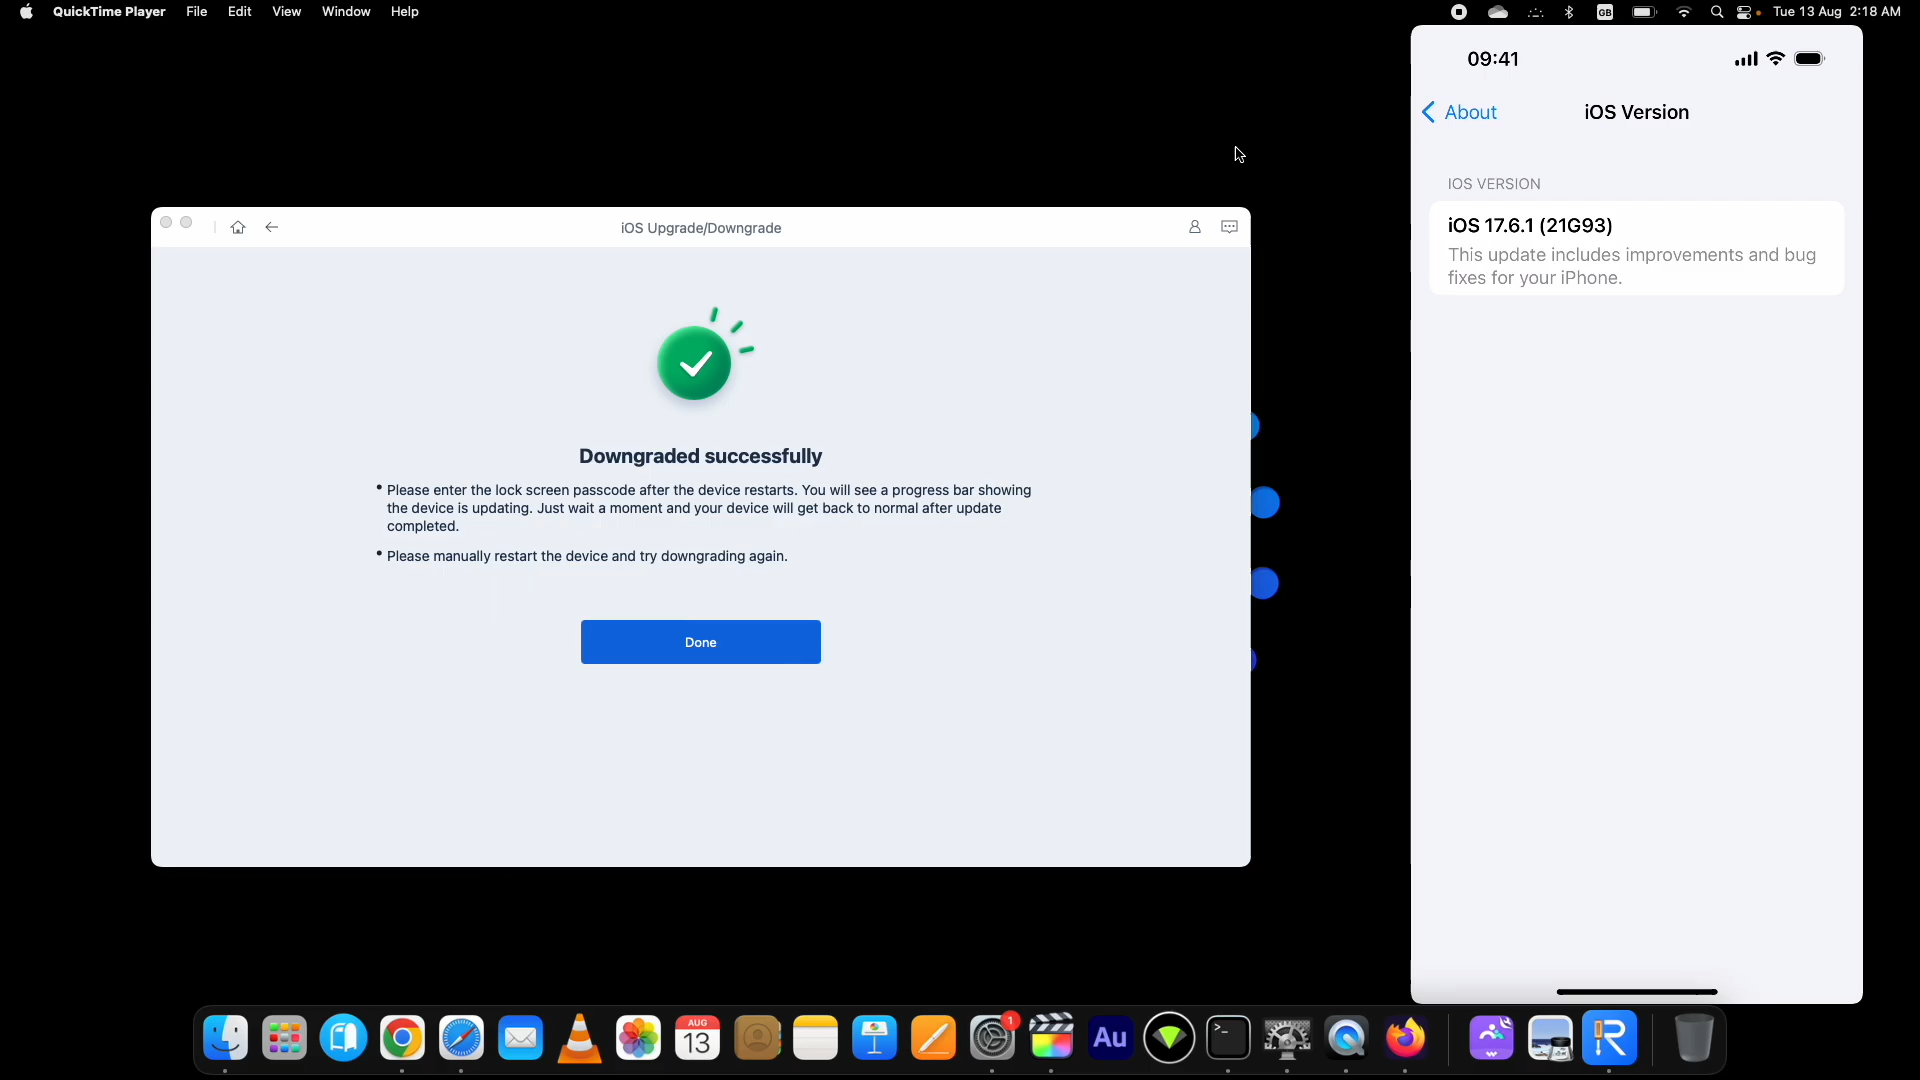 QuickTime Player File Edit View Window Help
GB Tue 13 Aug 2:18 AM
09:41
About iOS Version
IOS VERSION
iOS 17.6.1 (21G93)
This update includes improvements and bug
fixes for your iPhone.
iOS Upgrade/Downgrade
Downgraded successfully
• Please enter the lock screen passcode after the device restarts. You will see a progress bar showing
the device is updating. Just wait a moment and your device will get back to normal after update
completed.
• Please manually restart the device and try downgrading again.
Done
AUG
13
1
Au
>_
R